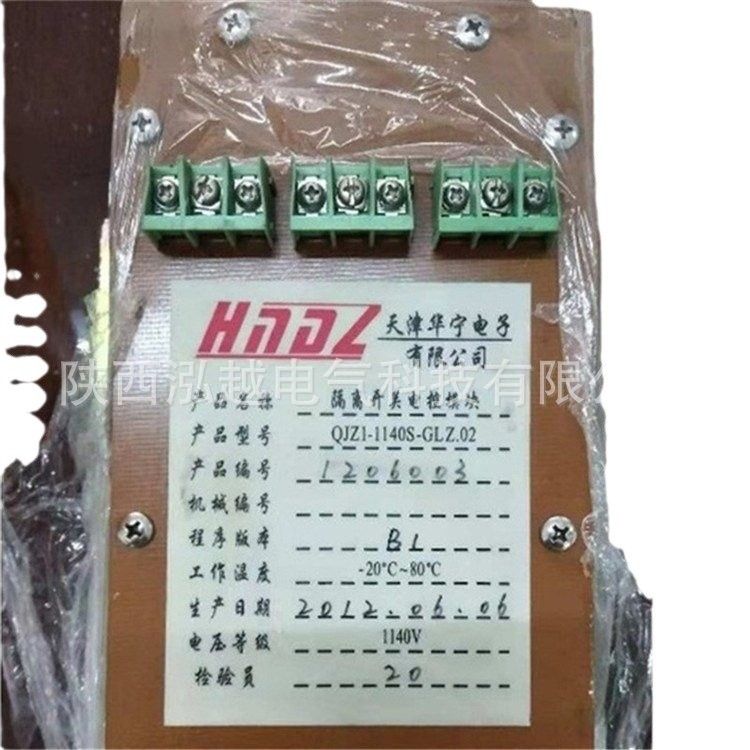 HNDZ 天津华宁电子
有限公司
陕西泓越电气科技有限公
产品名称 隔离开关电控模块
产品型号 QJZ1-1140S-GLZ.02
产品编号 1206003
机械编号
程序版本 B1
工作温度 -20°C~80°C
生产日期 2012.06.06
电压等级 1140V
检验员 20